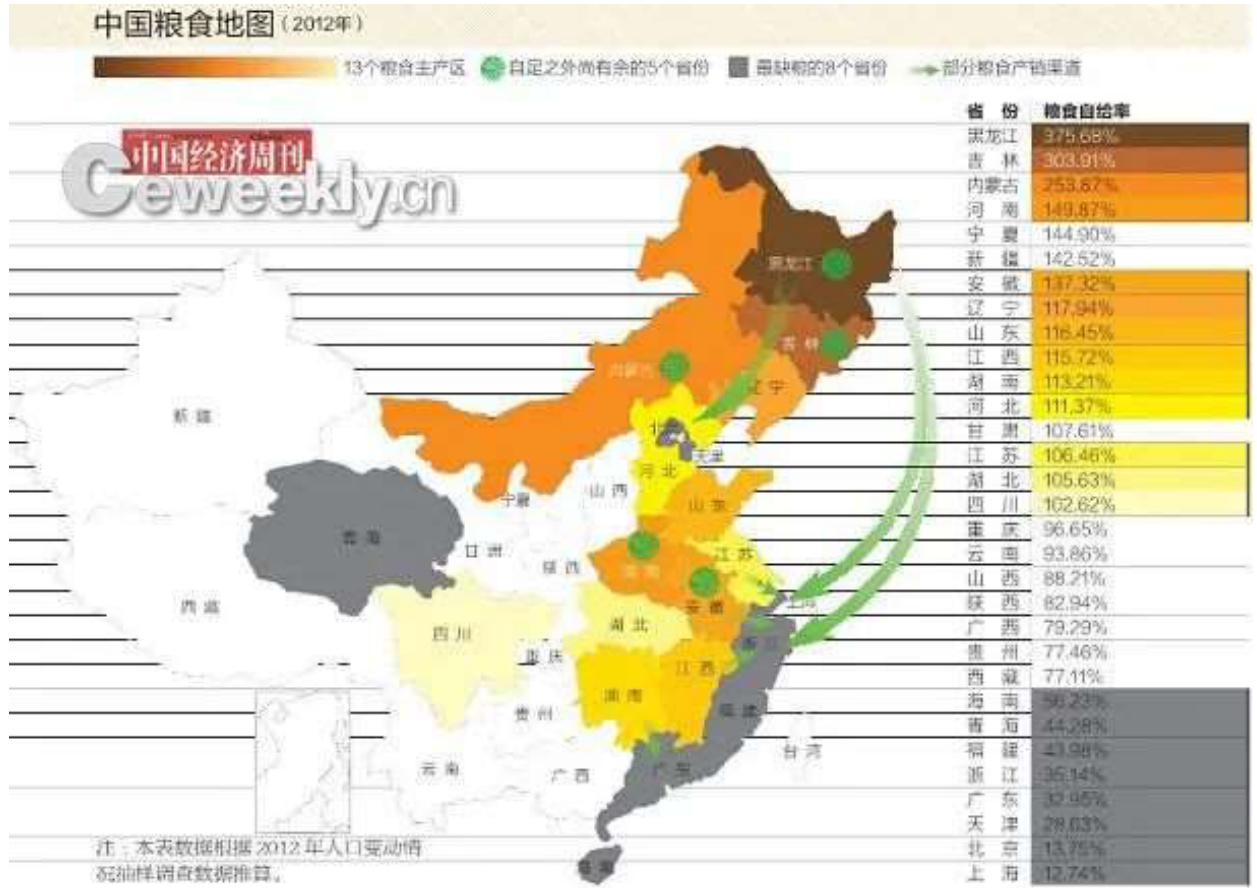 中国粮食地图（2012年）
13个粮食主产区 自足之外尚有余的5个省份 最缺粮的8个省份 部分粮食产销渠道
中国经济周刊
Ceweekly.cn
省 份 粮食自给率
黑龙江 375.68%
吉 林 303.91%
内蒙古 253.87%
河 南 149.87%
宁 夏 144.90%
新 疆 142.52%
安 徽 137.32%
辽 宁 117.94%
山 东 116.45%
江 西 115.72%
湖 南 113.21%
河 北 111.37%
甘 肃 107.61%
江 苏 106.46%
湖 北 105.63%
四 川 102.62%
重 庆 96.65%
云 南 93.86%
山 西 88.21%
陕 西 82.94%
广 西 79.29%
贵 州 77.46%
西 藏 77.11%
海 南 56.23%
青 海 44.28%
福 建 43.98%
浙 江 35.14%
广 东 32.95%
天 津 28.63%
北 京 13.75%
上 海 12.74%
黑龙江
吉 林
内蒙古
辽 宁
新 疆
天津
河 北
山 西
宁夏
山 东
青 海
甘 肃
陕 西
江 苏
西 藏
安 徽
四 川
湖 北
重 庆
江 西
湖 南
贵 州
福 建
台 湾
云 南
广 西
广 东
注：本表数据根据 2012 年人口变动情
况抽样调查数据推算。